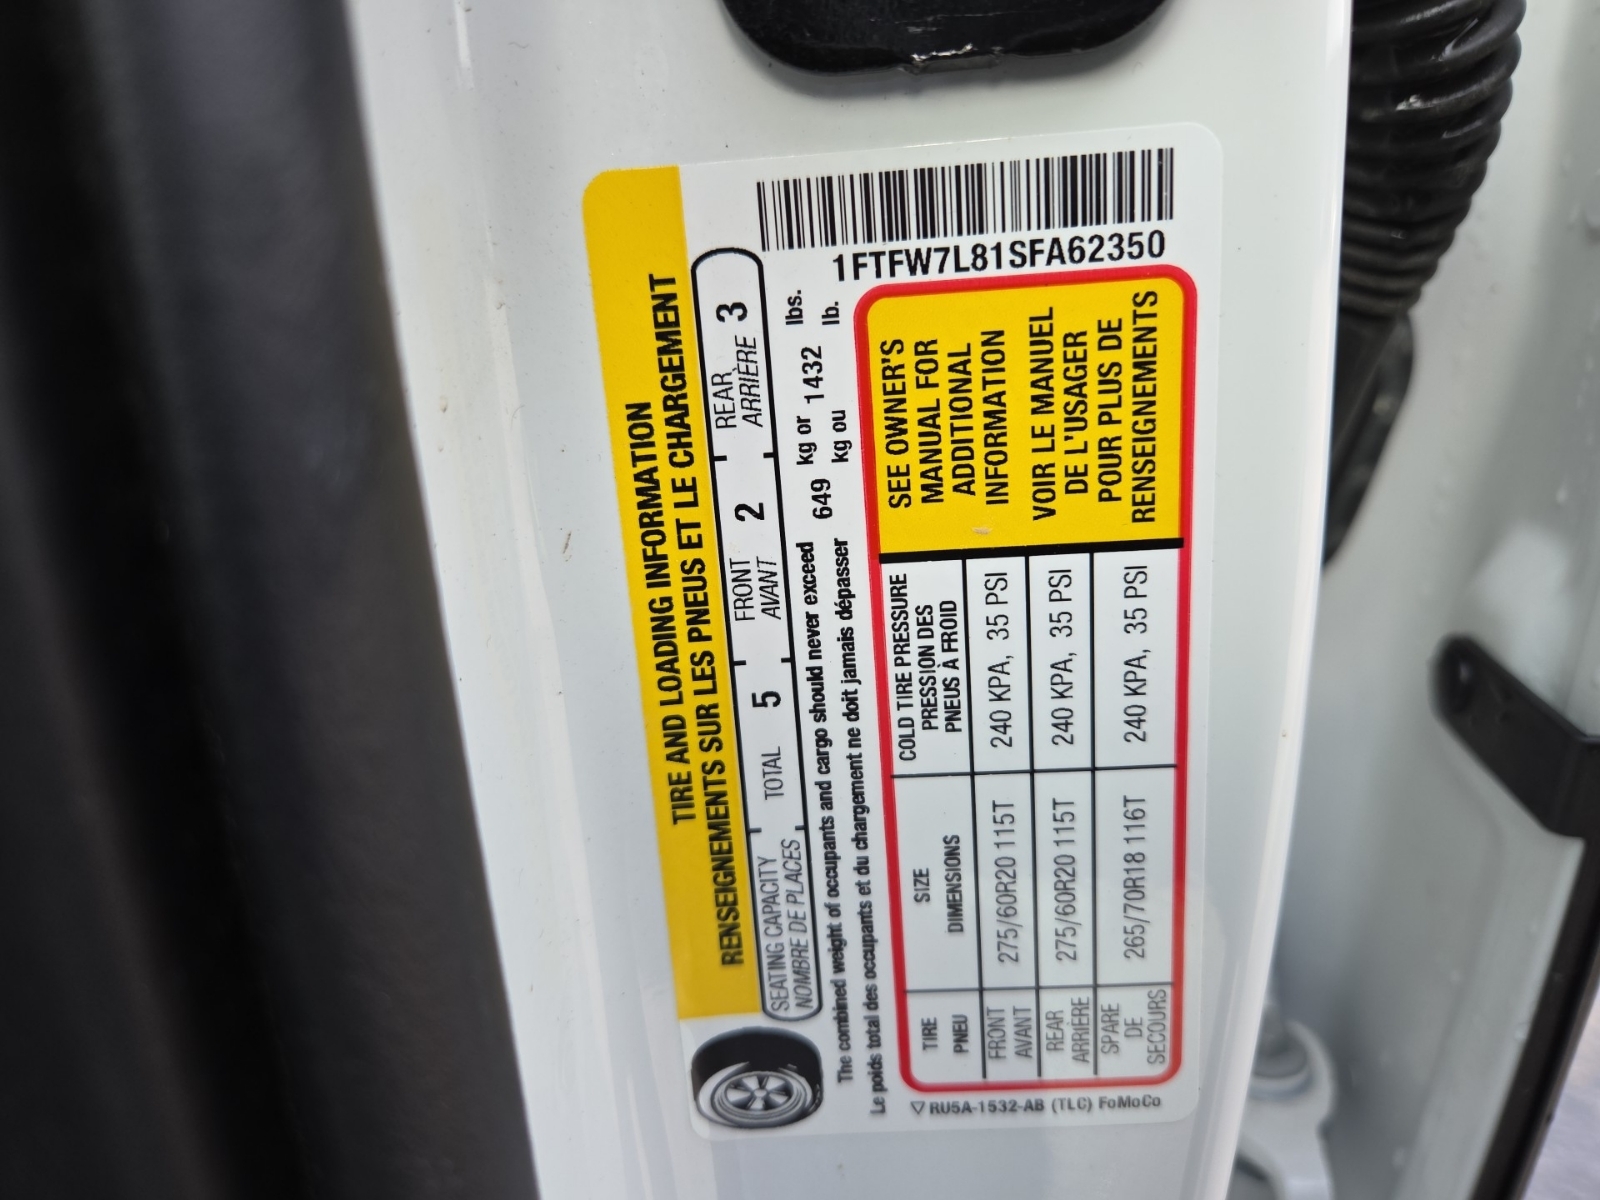 TIRE AND LOADING INFORMATION
RENSEIGNEMENTS SUR LES PNEUS ET LE CHARGEMENT
SEATING CAPACITY TOTAL 5 FRONT 2 REAR 3
NOMBRE DE PLACES AVANT ARRIÈRE
The combined weight of occupants and cargo should never exceed 649 kg or 1432 lbs.
Le poids total des occupants et du chargement ne doit jamais dépasser kg ou lb.
1FTFW7L81SFA62350
TIRE SIZE COLD TIRE PRESSURE
PNEU DIMENSIONS PRESSION DES
PNEUS À FROID
FRONT 275/60R20 115T 240 KPA, 35 PSI
AVANT
REAR 275/60R20 115T 240 KPA, 35 PSI
ARRIÈRE
SPARE 265/70R18 116T 240 KPA, 35 PSI
DE
SECOURS
SEE OWNER'S
MANUAL FOR
ADDITIONAL
INFORMATION
VOIR LE MANUEL
DE L'USAGER
POUR PLUS DE
RENSEIGNEMENTS
RU5A-1532-AB (TLC) FoMoCo